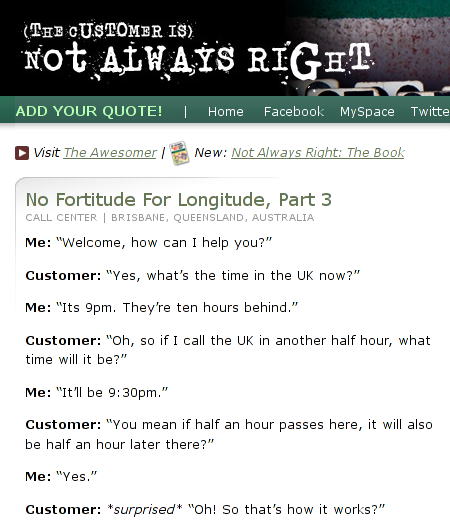 (THE CUSTOMER IS)
NOT ALWAYS RIGHT
ADD YOUR QUOTE! | Home Facebook MySpace Twitte
Visit The Awesomer | New: Not Always Right: The Book
No Fortitude For Longitude, Part 3
CALL CENTER | BRISBANE, QUEENSLAND, AUSTRALIA
Me: “Welcome, how can I help you?”
Customer: “Yes, what’s the time in the UK now?”
Me: “Its 9pm. They’re ten hours behind.”
Customer: “Oh, so if I call the UK in another half hour, what
time will it be?”
Me: “It’ll be 9:30pm.”
Customer: “You mean if half an hour passes here, it will also
be half an hour later there?”
Me: “Yes.”
Customer: *surprised* “Oh! So that’s how it works?”